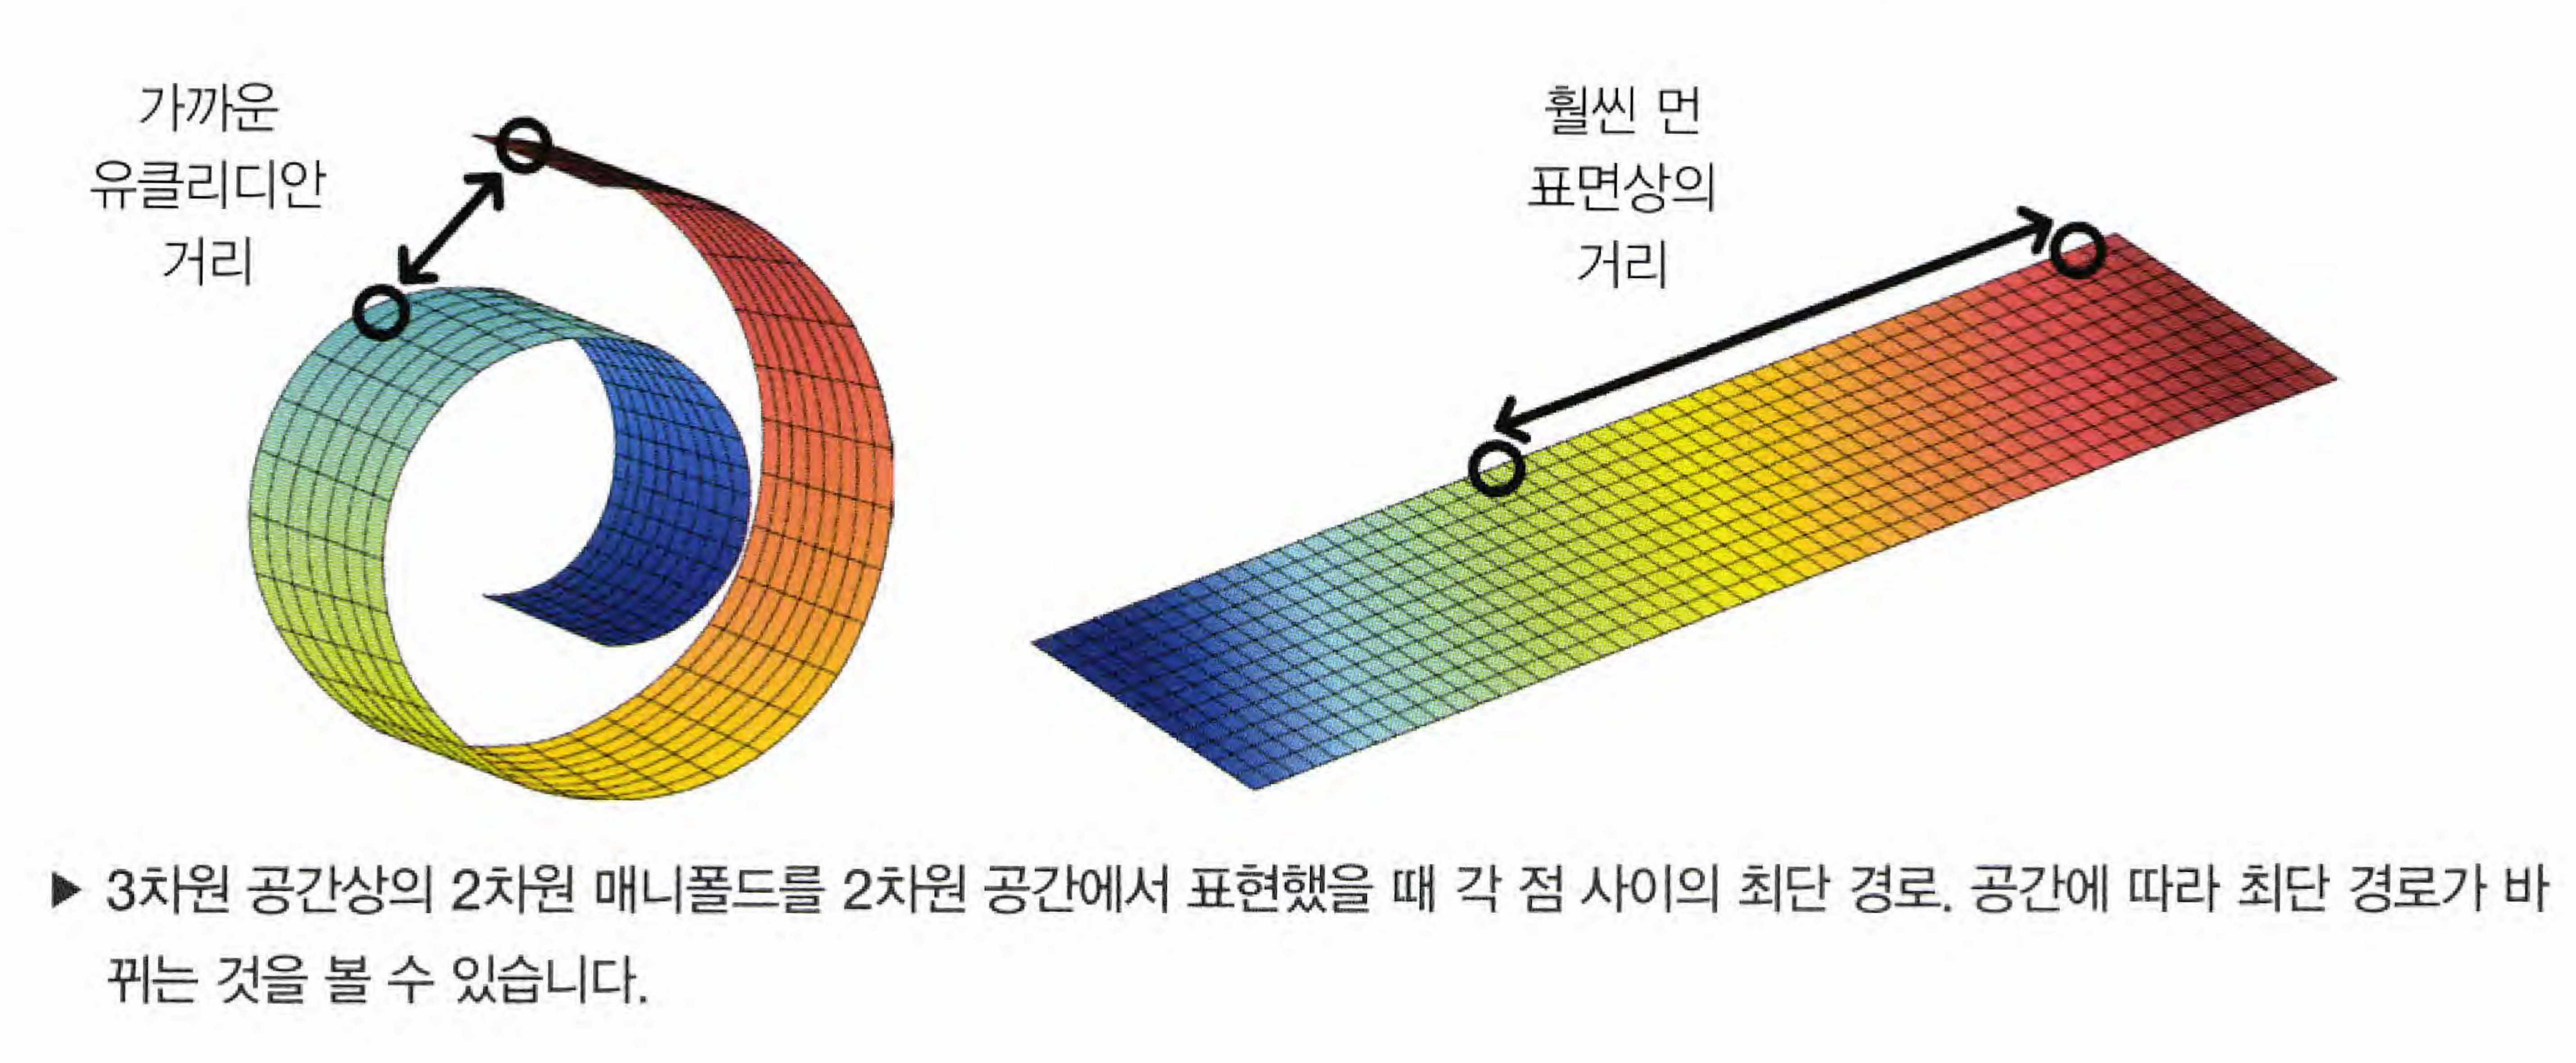 가까운
유클리디안
거리
훨씬 먼
표면상의
거리
▶ 3차원 공간상의 2차원 매니폴드를 2차원 공간에서 표현했을 때 각 점 사이의 최단 경로. 공간에 따라 최단 경로가 바
뀌는 것을 볼 수 있습니다.